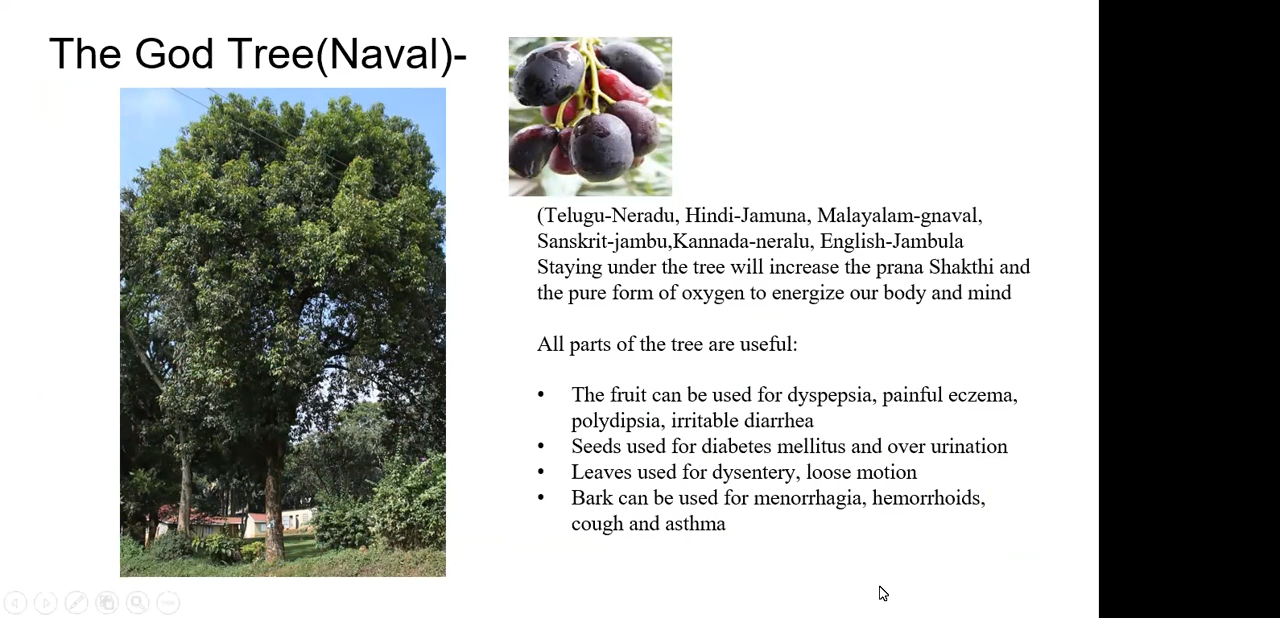 The God Tree(Naval)-
(Telugu-Neradu, Hindi-Jamuna, Malayalam-gnaval,
Sanskrit-jambu,Kannada-neralu, English-Jambula
Staying under the tree will increase the prana Shakthi and
the pure form of oxygen to energize our body and mind
All parts of the tree are useful:
• The fruit can be used for dyspepsia, painful eczema,
polydipsia, irritable diarrhea
• Seeds used for diabetes mellitus and over urination
• Leaves used for dysentery, loose motion
• Bark can be used for menorrhagia, hemorrhoids,
cough and asthma